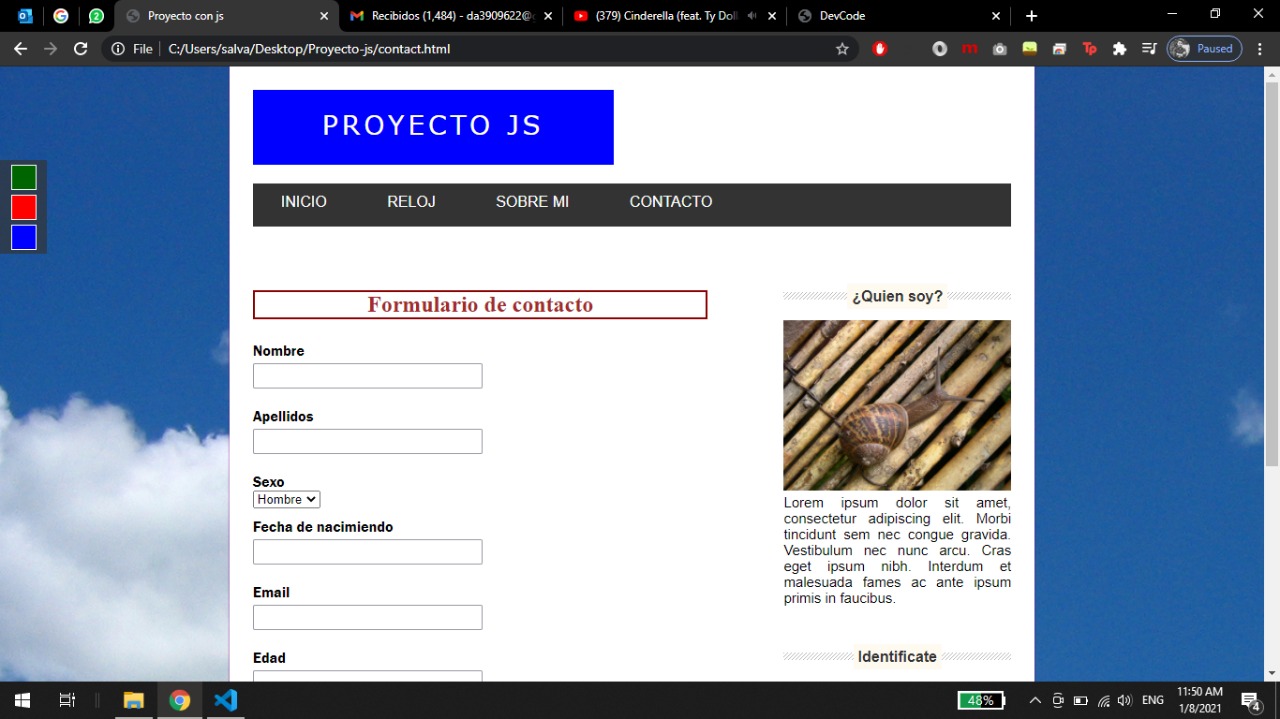 Proyecto con js
Recibidos (1,484) - da3909622@g
(379) Cinderella (feat. Ty Doll
DevCode
File
C:/Users/salva/Desktop/Proyecto-js/contact.html
Paused
PROYECTO JS
INICIO
RELOJ
SOBRE MI
CONTACTO
Formulario de contacto
Nombre
Apellidos
Sexo
Hombre
Fecha de nacimiendo
Email
Edad
¿Quien soy?
Lorem ipsum dolor sit amet,
consectetur adipiscing elit. Morbi
tincidunt sem nec congue gravida.
Vestibulum nec nunc arcu. Cras
eget ipsum nibh. Interdum et
malesuada fames ac ante ipsum
primis in faucibus.
Identificate
48%
ENG
11:50 AM
1/8/2021
4